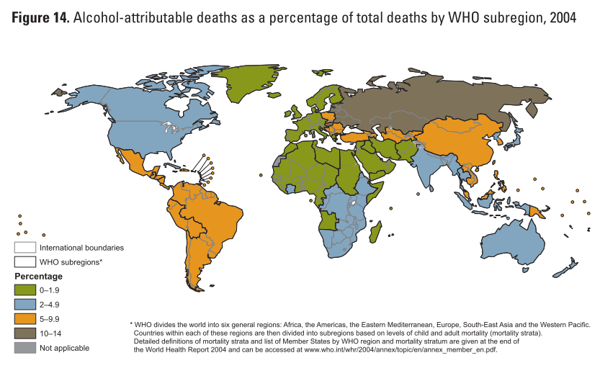 Figure 14. Alcohol-attributable deaths as a percentage of total deaths by WHO subregion, 2004
International boundaries
WHO subregions*
Percentage
0–1.9
2–4.9
5–9.9
10–14
Not applicable
* WHO divides the world into six general regions: Africa, the Americas, the Eastern Mediterranean, Europe, South-East Asia and the Western Pacific.
Countries within each of these regions are then divided into subregions based on levels of child and adult mortality (mortality strata).
Detailed definitions of mortality strata and list of Member States by WHO region and mortality stratum are given at the end of
the World Health Report 2004 and can be accessed at www.who.int/whr/2004/annex/topic/en/annex_member_en.pdf.